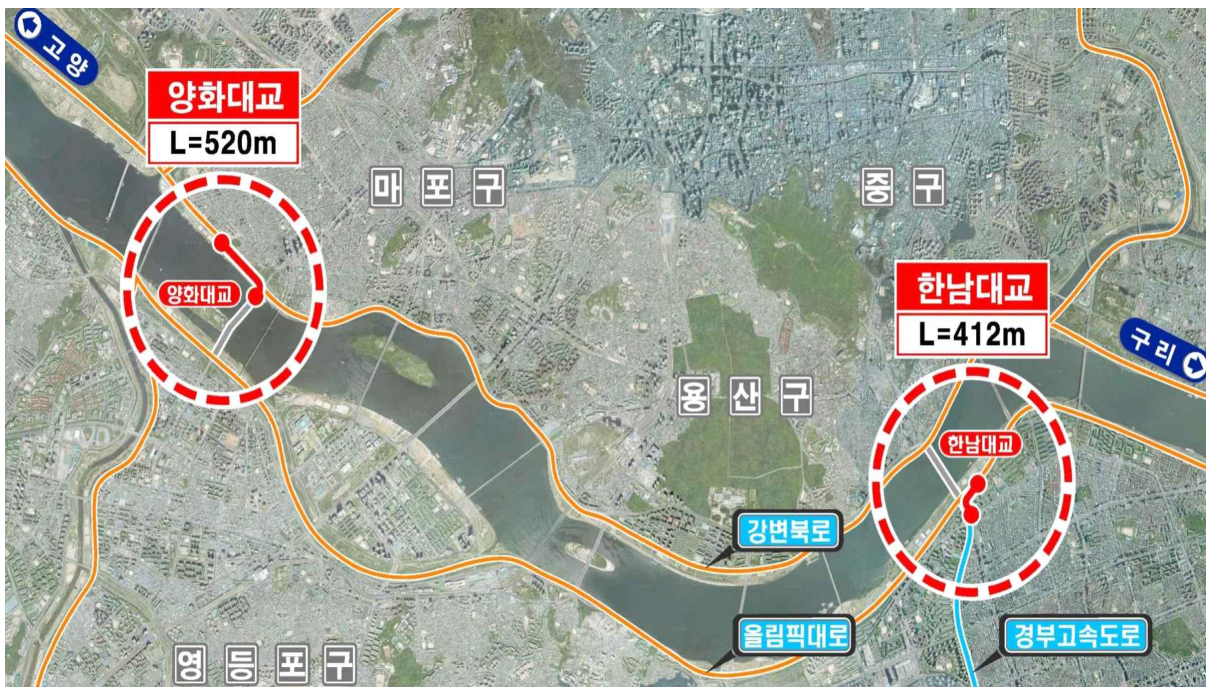 고양
양화대교
L=520m
마포구
중구
양화대교
한남대교
L=412m
구리
용산구
한남대교
강변북로
올림픽대로
경부고속도로
영등포구